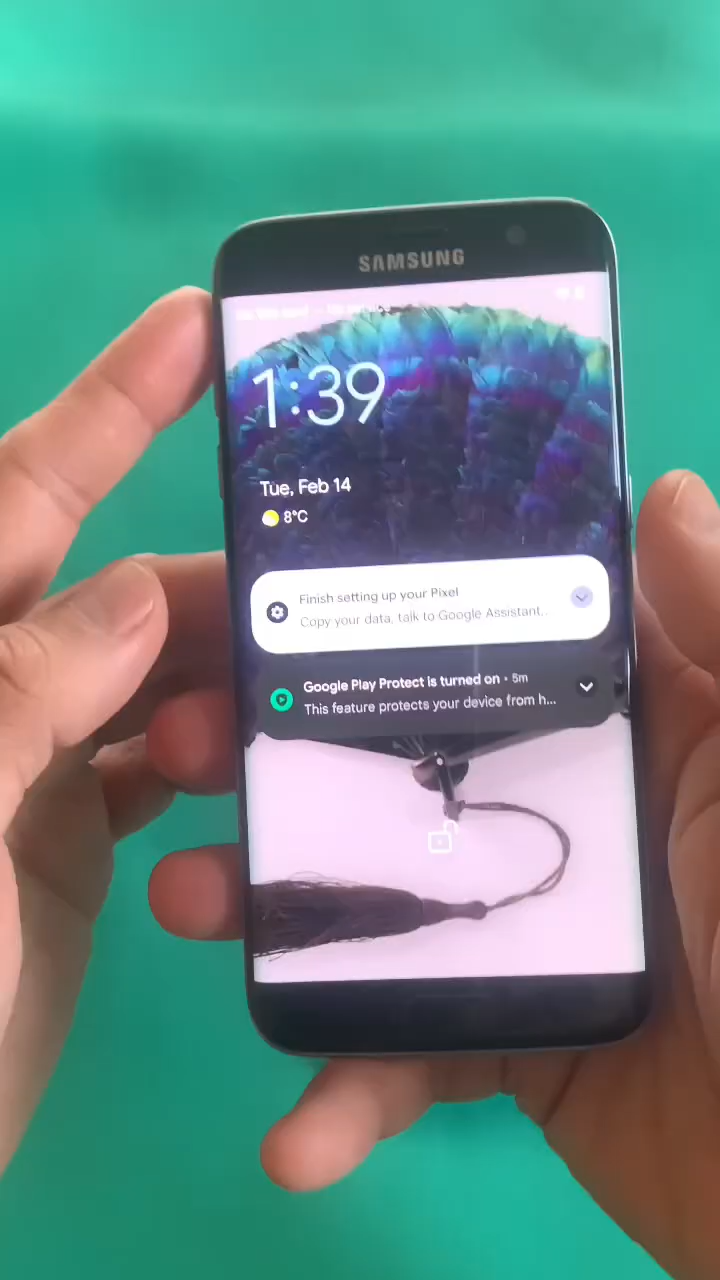 SAMSUNG
1:39
Tue, Feb 14
8°C
Finish setting up your Pixel
Copy your data, talk to Google Assistant...
Google Play Protect is turned on • 5m
This feature protects your device from h...